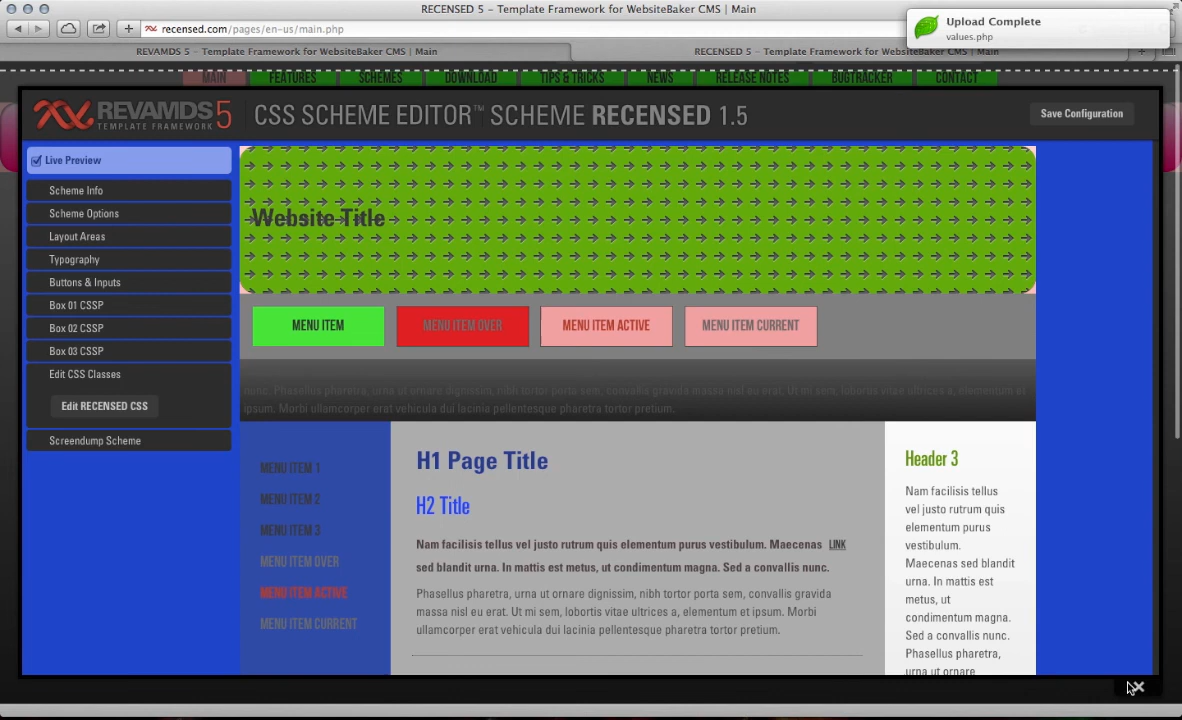 RECENSED 5 – Template Framework for WebsiteBaker CMS | Main
Upload Complete
values.php
recensed.com/pages/en-us/main.php
REVAMDS 5 – Template Framework for WebsiteBaker CMS | Main
RECENSED 5 – Template Framework for WebsiteBaker CMS | Main
MAIN FEATURES SCHEMES DOWNLOAD TIPS & TRICKS NEWS RELEASE NOTES BUGTRACKER CONTACT
REVAMDS 5
TEMPLATE FRAMEWORK
CSS SCHEME EDITOR™ SCHEME RECENSED 1.5
Save Configuration
Live Preview
Scheme Info
Scheme Options
Layout Areas
Typography
Buttons & Inputs
Box 01 CSSP
Box 02 CSSP
Box 03 CSSP
Edit CSS Classes
Edit RECENSED CSS
Screendump Scheme
Website Title
MENU ITEM MENU ITEM OVER MENU ITEM ACTIVE MENU ITEM CURRENT
nunc. Phasellus pharetra, urna ut ornare dignissim, nibh tortor porta sem, convallis gravida massa nisl eu erat. Ut mi sem, lobortis vitae ultrices a, elementum et
ipsum. Morbi ullamcorper erat vehicula dui lacinia pellentesque pharetra tortor pretium.
MENU ITEM 1
MENU ITEM 2
MENU ITEM 3
MENU ITEM OVER
MENU ITEM ACTIVE
MENU ITEM CURRENT
H1 Page Title
H2 Title
Nam facilisis tellus vel justo rutrum quis elementum purus vestibulum. Maecenas LINK
sed blandit urna. In mattis est metus, ut condimentum magna. Sed a convallis nunc.
Phasellus pharetra, urna ut ornare dignissim, nibh tortor porta sem, convallis gravida
massa nisl eu erat. Ut mi sem, lobortis vitae ultrices a, elementum et ipsum. Morbi
ullamcorper erat vehicula dui lacinia pellentesque pharetra tortor pretium.
Header 3
Nam facilisis tellus
vel justo rutrum quis
elementum purus
vestibulum.
Maecenas sed blandit
urna. In mattis est
metus, ut
condimentum magna.
Sed a convallis nunc.
Phasellus pharetra,
urna ut ornare